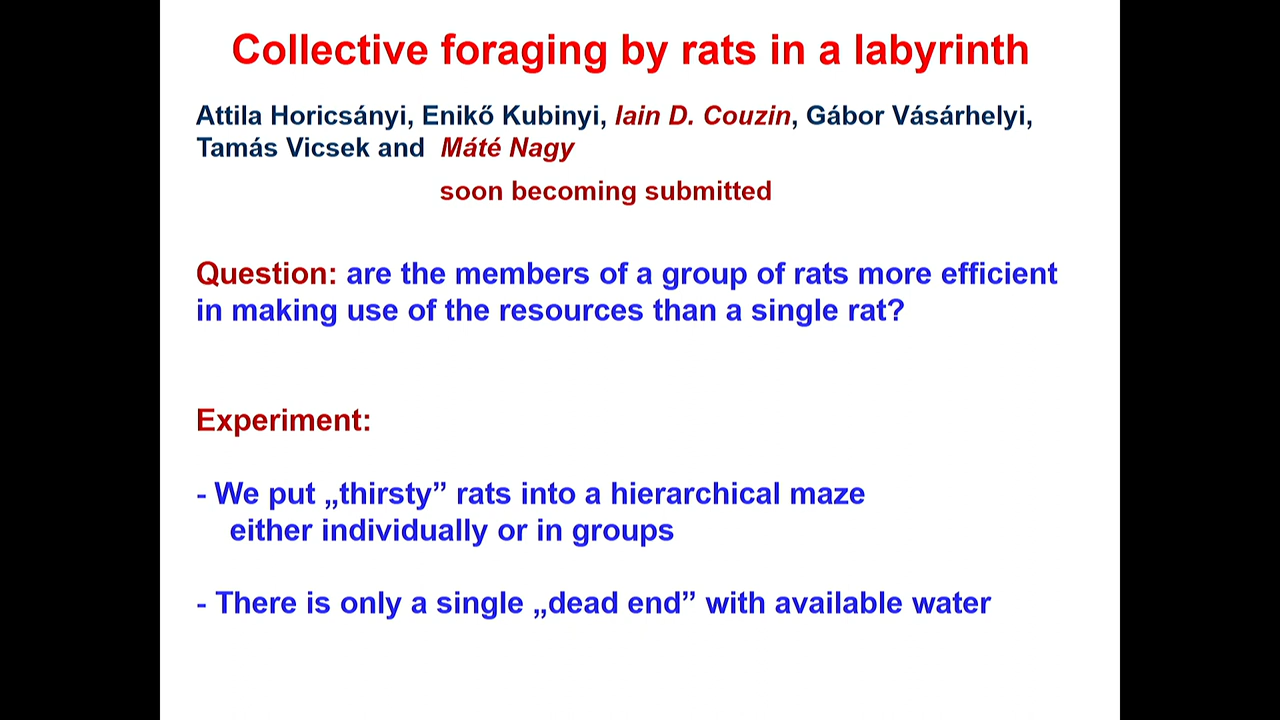 Collective foraging by rats in a labyrinth
Attila Horicsányi, Enikő Kubinyi, Iain D. Couzin, Gábor Vásárhelyi,
Tamás Vicsek and Máté Nagy
soon becoming submitted
Question: are the members of a group of rats more efficient
in making use of the resources than a single rat?
Experiment:
- We put „thirsty” rats into a hierarchical maze
either individually or in groups
- There is only a single „dead end” with available water